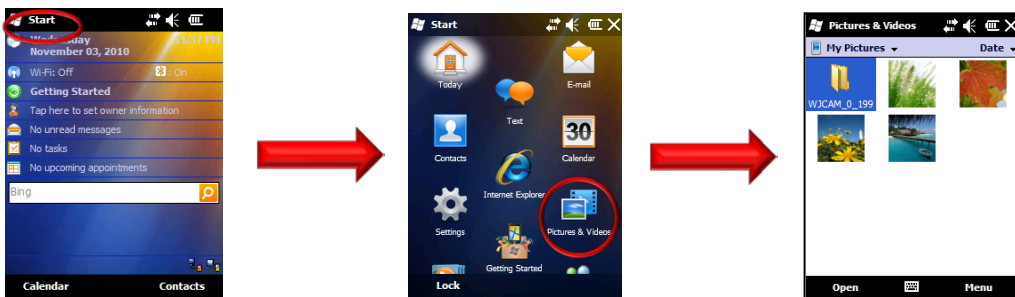 Start
Wednesday 11:37 PM
November 03, 2010
Wi-Fi: Off : On
Getting Started
Tap here to set owner information
No unread messages
No tasks
No upcoming appointments
Bing
Calendar Contacts
Start
Today
E-mail
Text
Contacts
30
Calendar
Internet Explorer
Settings
Pictures & Videos
Getting Started
Lock
Pictures & Videos
My Pictures Date
WJCAM_0_199
Open Menu